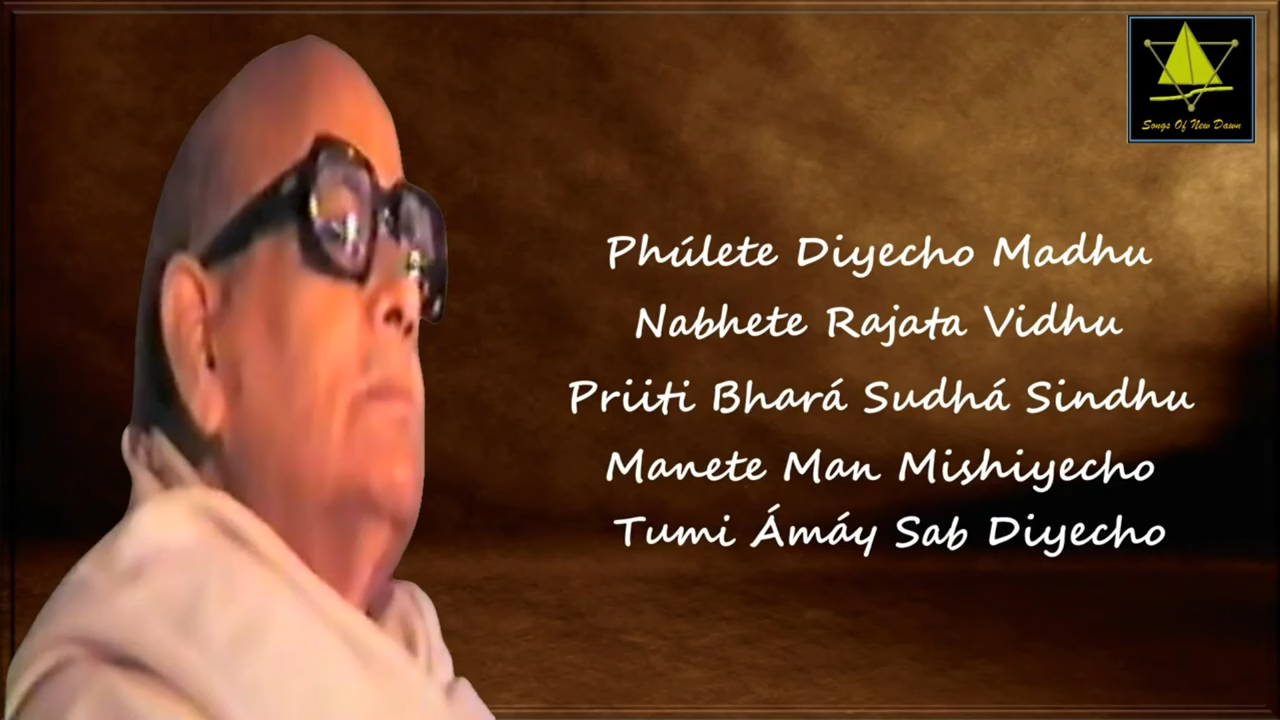 Songs Of New Dawn
Phúlete Diyecho Madhu
Nabhete Rajata Vidhu
Priiti Bhará Sudhá Sindhu
Manete Man Mishiyecho
Tumi Ámáy Sab Diyecho